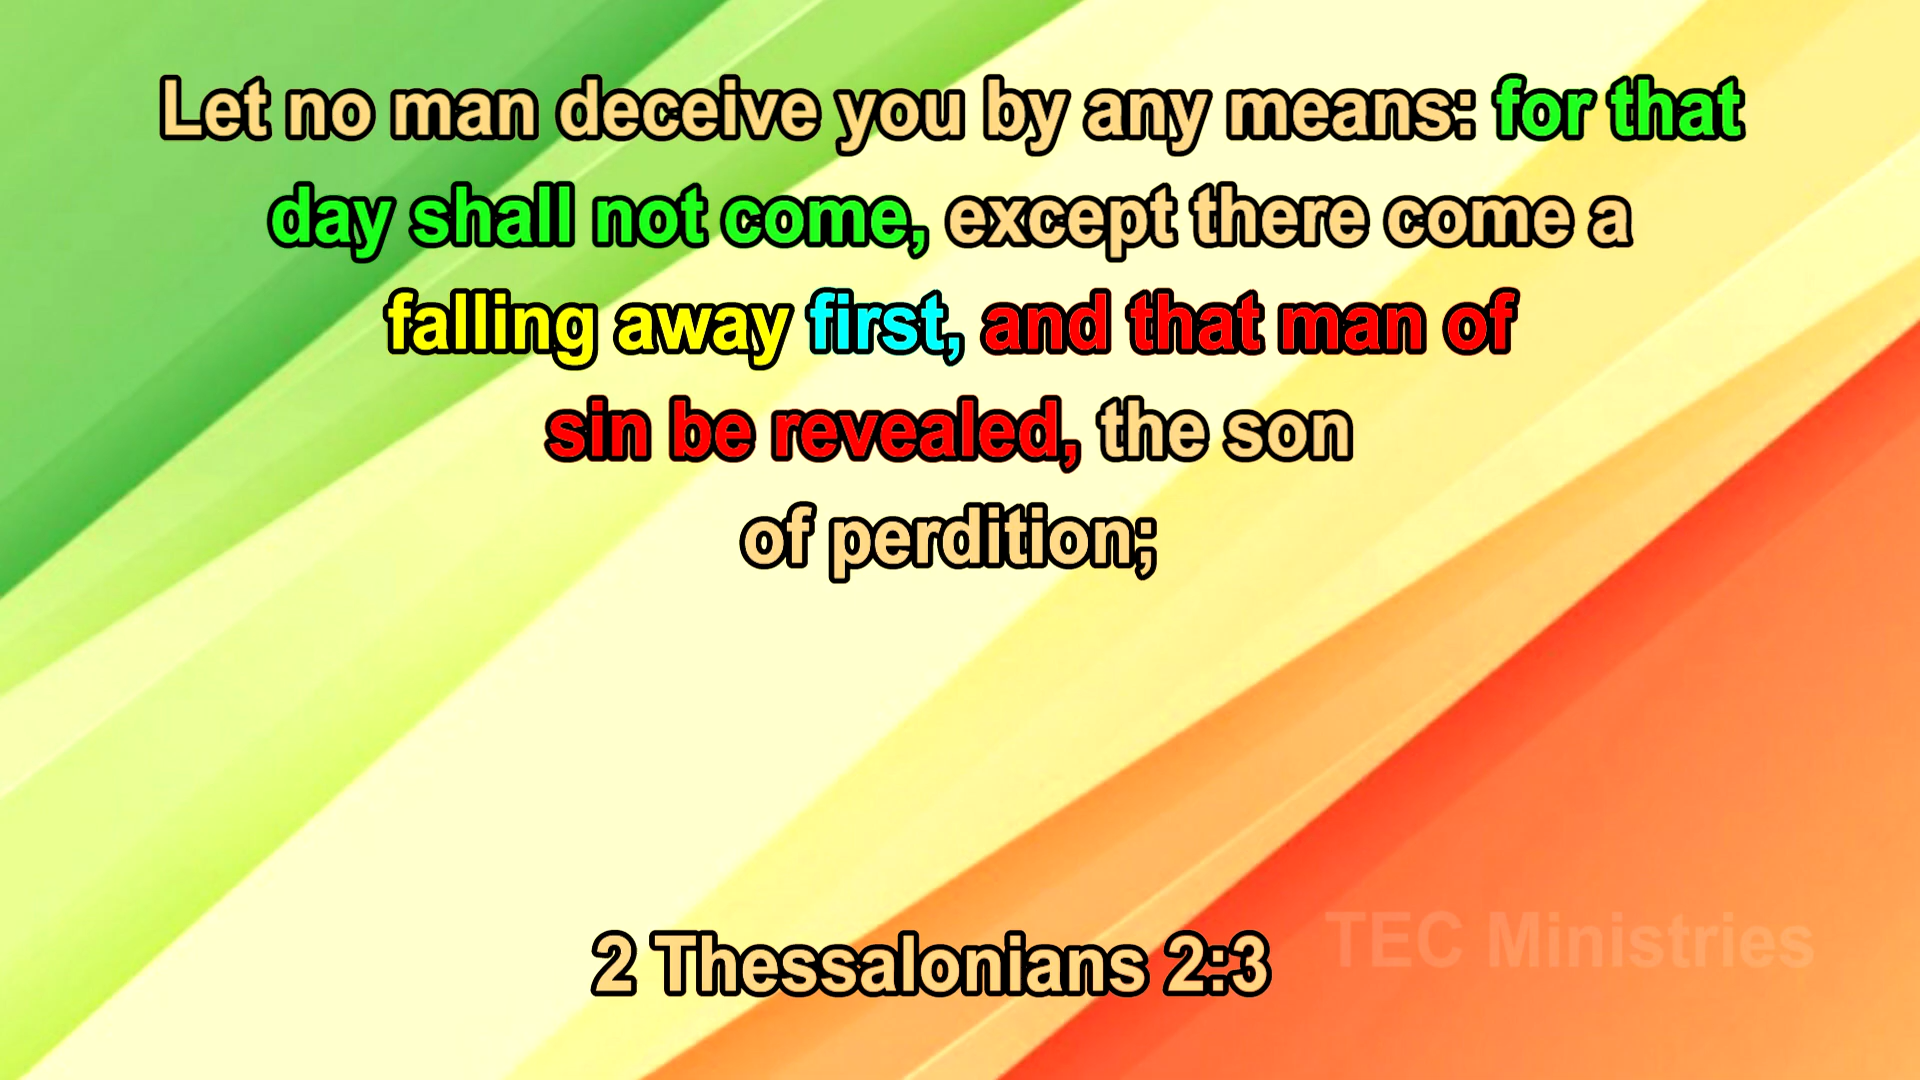 Let no man deceive you by any means: for that
day shall not come, except there come a
falling away first, and that man of
sin be revealed, the son
of perdition;
2 Thessalonians 2:3
TEC Ministries